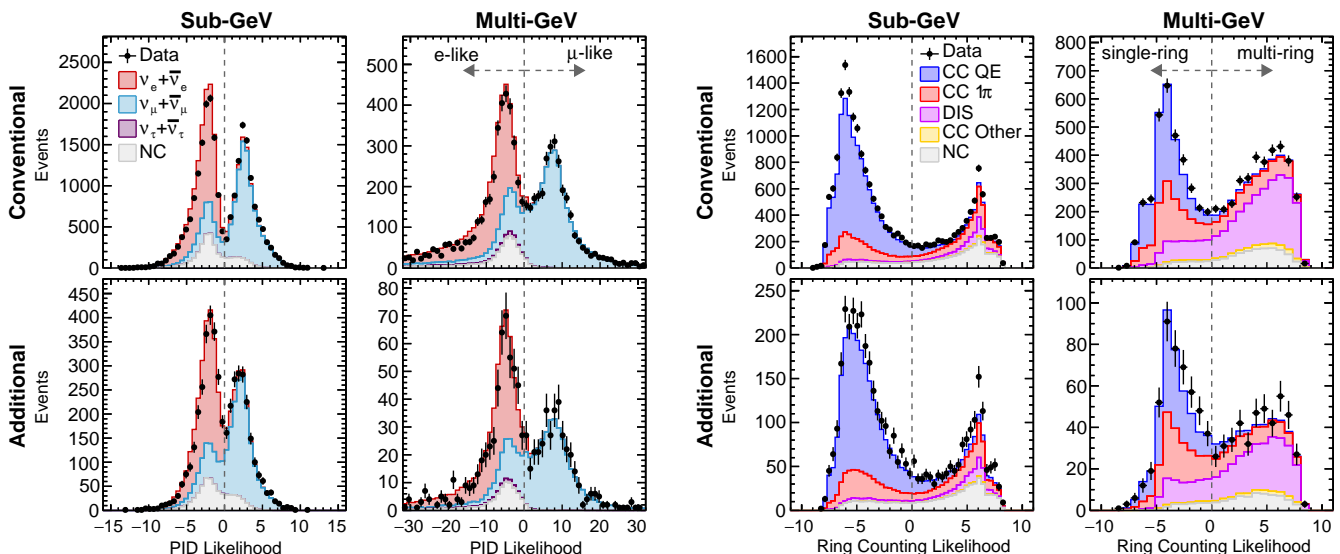 Sub-GeV
Multi-GeV
Sub-GeV
Multi-GeV
Conventional
Events
2500
2000
1500
1000
500
0
Data
νe+ν̄e
νμ+ν̄μ
ντ+ν̄τ
NC
500
400
300
200
100
0
e-like
μ-like
Conventional
Events
1750
1600
1400
1200
1000
800
600
400
200
0
Data
CC QE
CC 1π
DIS
CC Other
NC
800
700
600
500
400
300
200
100
0
single-ring
multi-ring
Additional
Events
450
400
350
300
250
200
150
100
50
0
−15 −10 −5 0 5 10 15
PID Likelihood
80
60
40
20
0
−30 −20 −10 0 10 20 30
PID Likelihood
Additional
Events
250
200
150
100
50
0
−10 −5 0 5 10
Ring Counting Likelihood
100
80
60
40
20
0
−10 −5 0 5 10
Ring Counting Likelihood